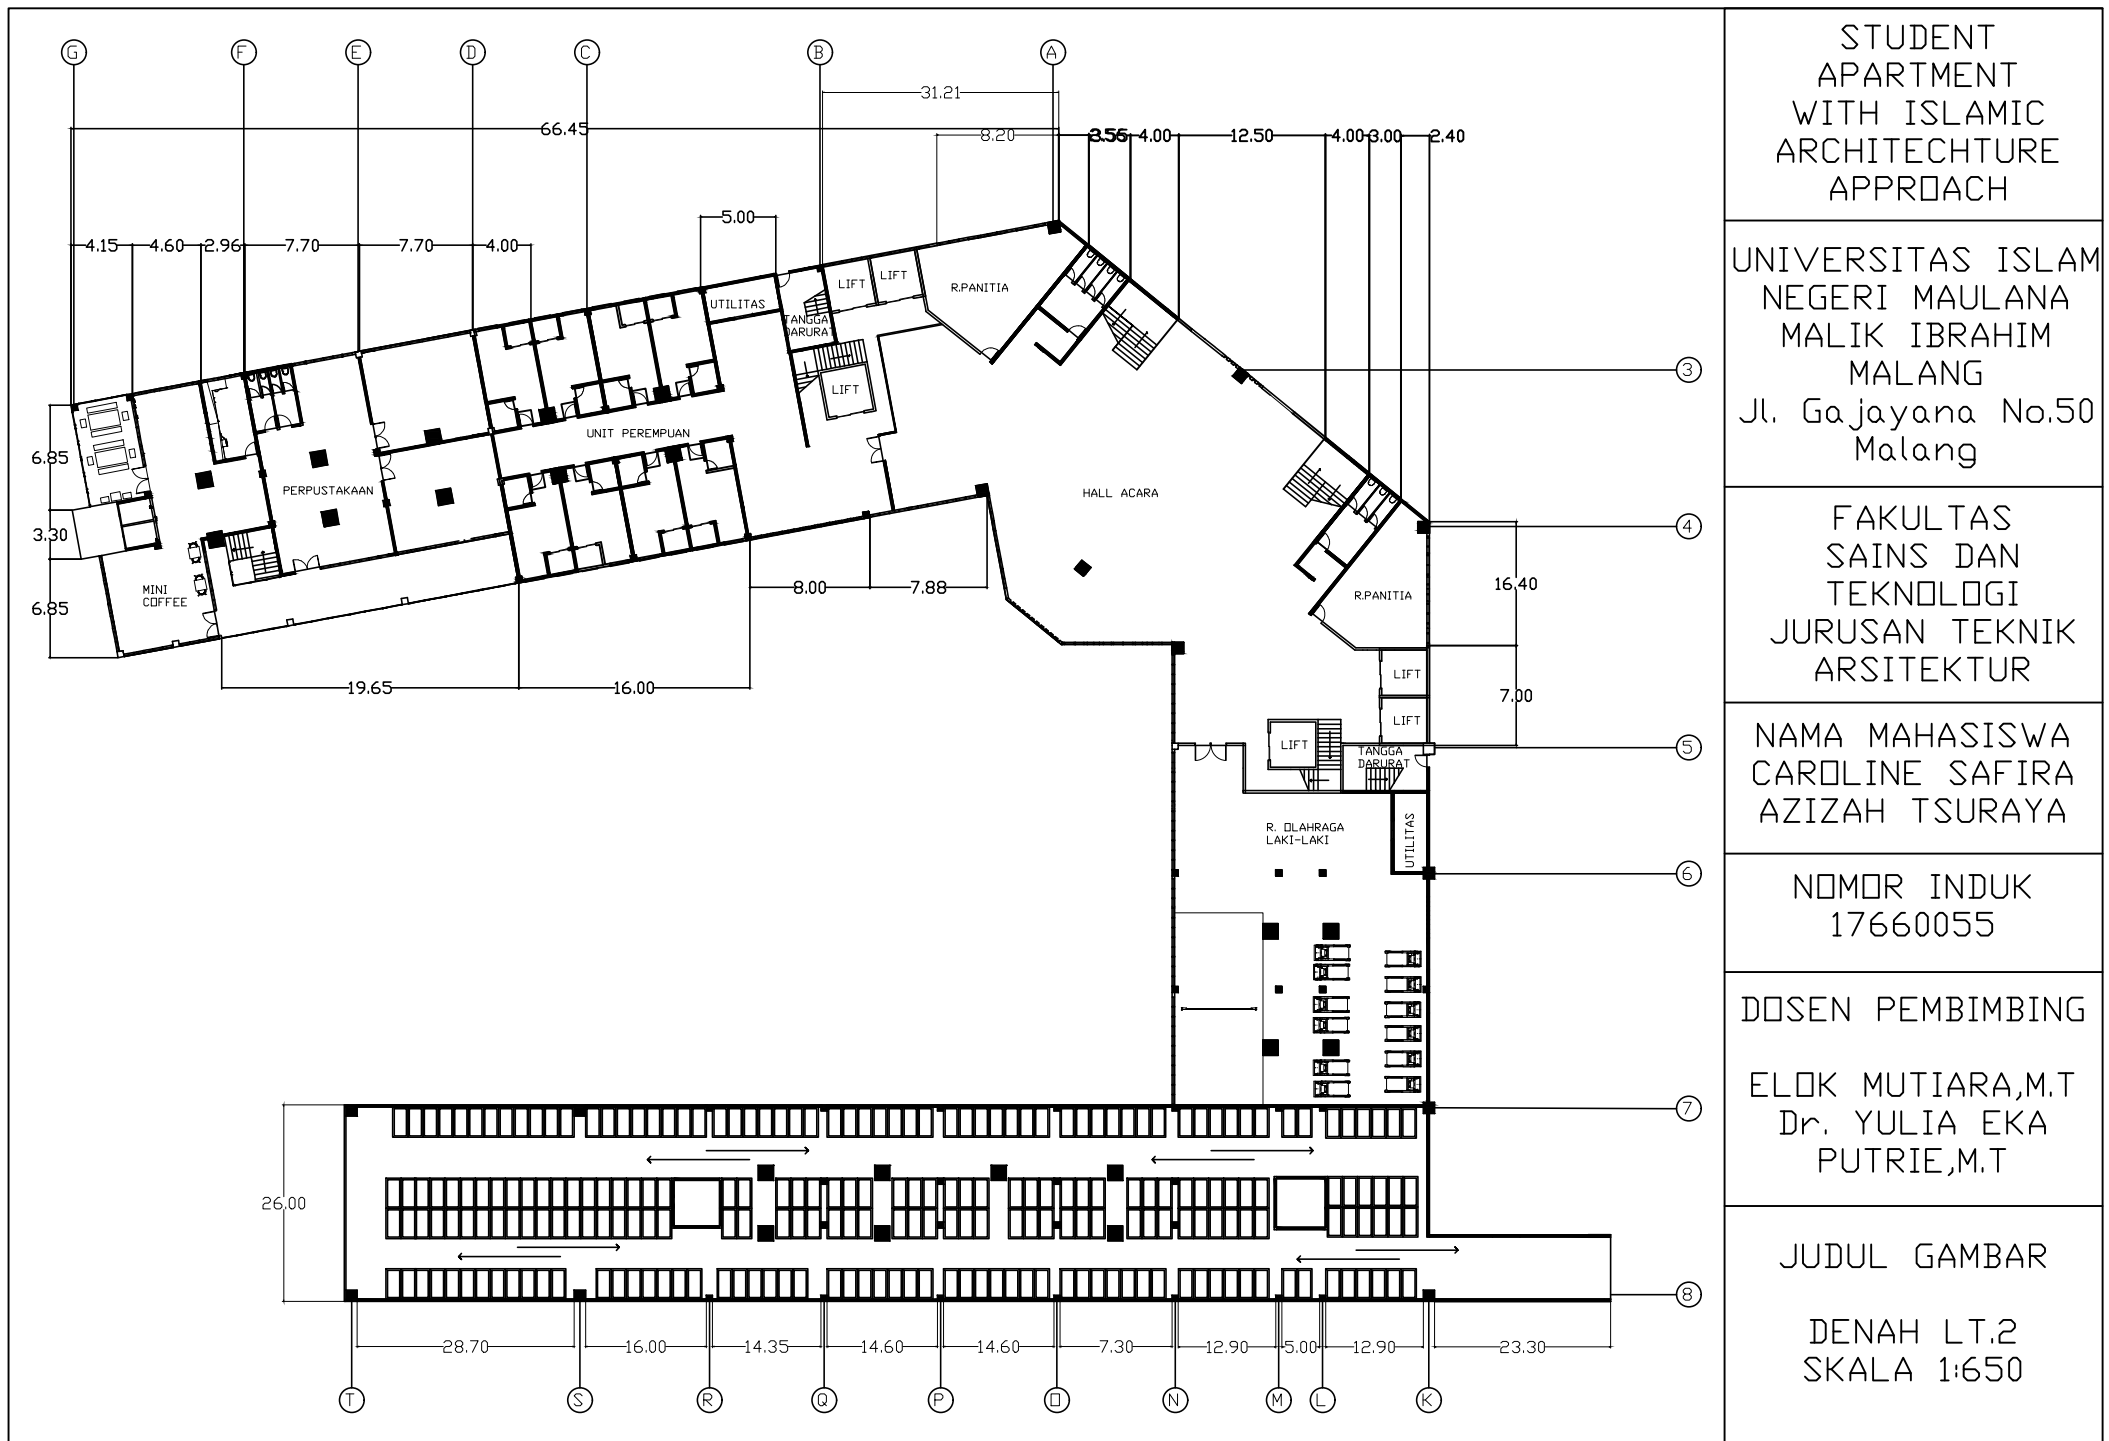 G
F
E
D
C
B
A
31.21
66.45
8.20
4.00
12.50
4.00
3.00
2.40
5.00
4.15
4.60
2.96
7.70
7.70
4.00
LIFT
LIFT
R.PANITIA
UTILITAS
TANGGA
DARURAT
LIFT
3
UNIT PEREMPUAN
6.85
PERPUSTAKAAN
HALL ACARA
3.30
4
MINI
COFFEE
6.85
8.00
7.88
R.PANITIA
16.40
19.65
16.00
LIFT
7.00
LIFT
LIFT
TANGGA
DARURAT
5
R. OLAHRAGA
LAKI-LAKI
UTILITAS
6
7
26.00
8
28.70
16.00
14.35
14.60
14.60
7.30
12.90
5.00
12.90
23.30
T
S
R
Q
P
O
N
M
L
K
STUDENT
APARTMENT
WITH ISLAMIC
ARCHITECHTURE
APPROACH
UNIVERSITAS ISLAM
NEGERI MAULANA
MALIK IBRAHIM
MALANG
Jl. Gajayana No.50
Malang
FAKULTAS
SAINS DAN
TEKNOLOGI
JURUSAN TEKNIK
ARSITEKTUR
NAMA MAHASISWA
CAROLINE SAFIRA
AZIZAH TSURAYA
NOMOR INDUK
17660055
DOSEN PEMBIMBING
ELOK MUTIARA,M.T
Dr. YULIA EKA
PUTRIE,M.T
JUDUL GAMBAR
DENAH LT.2
SKALA 1:650